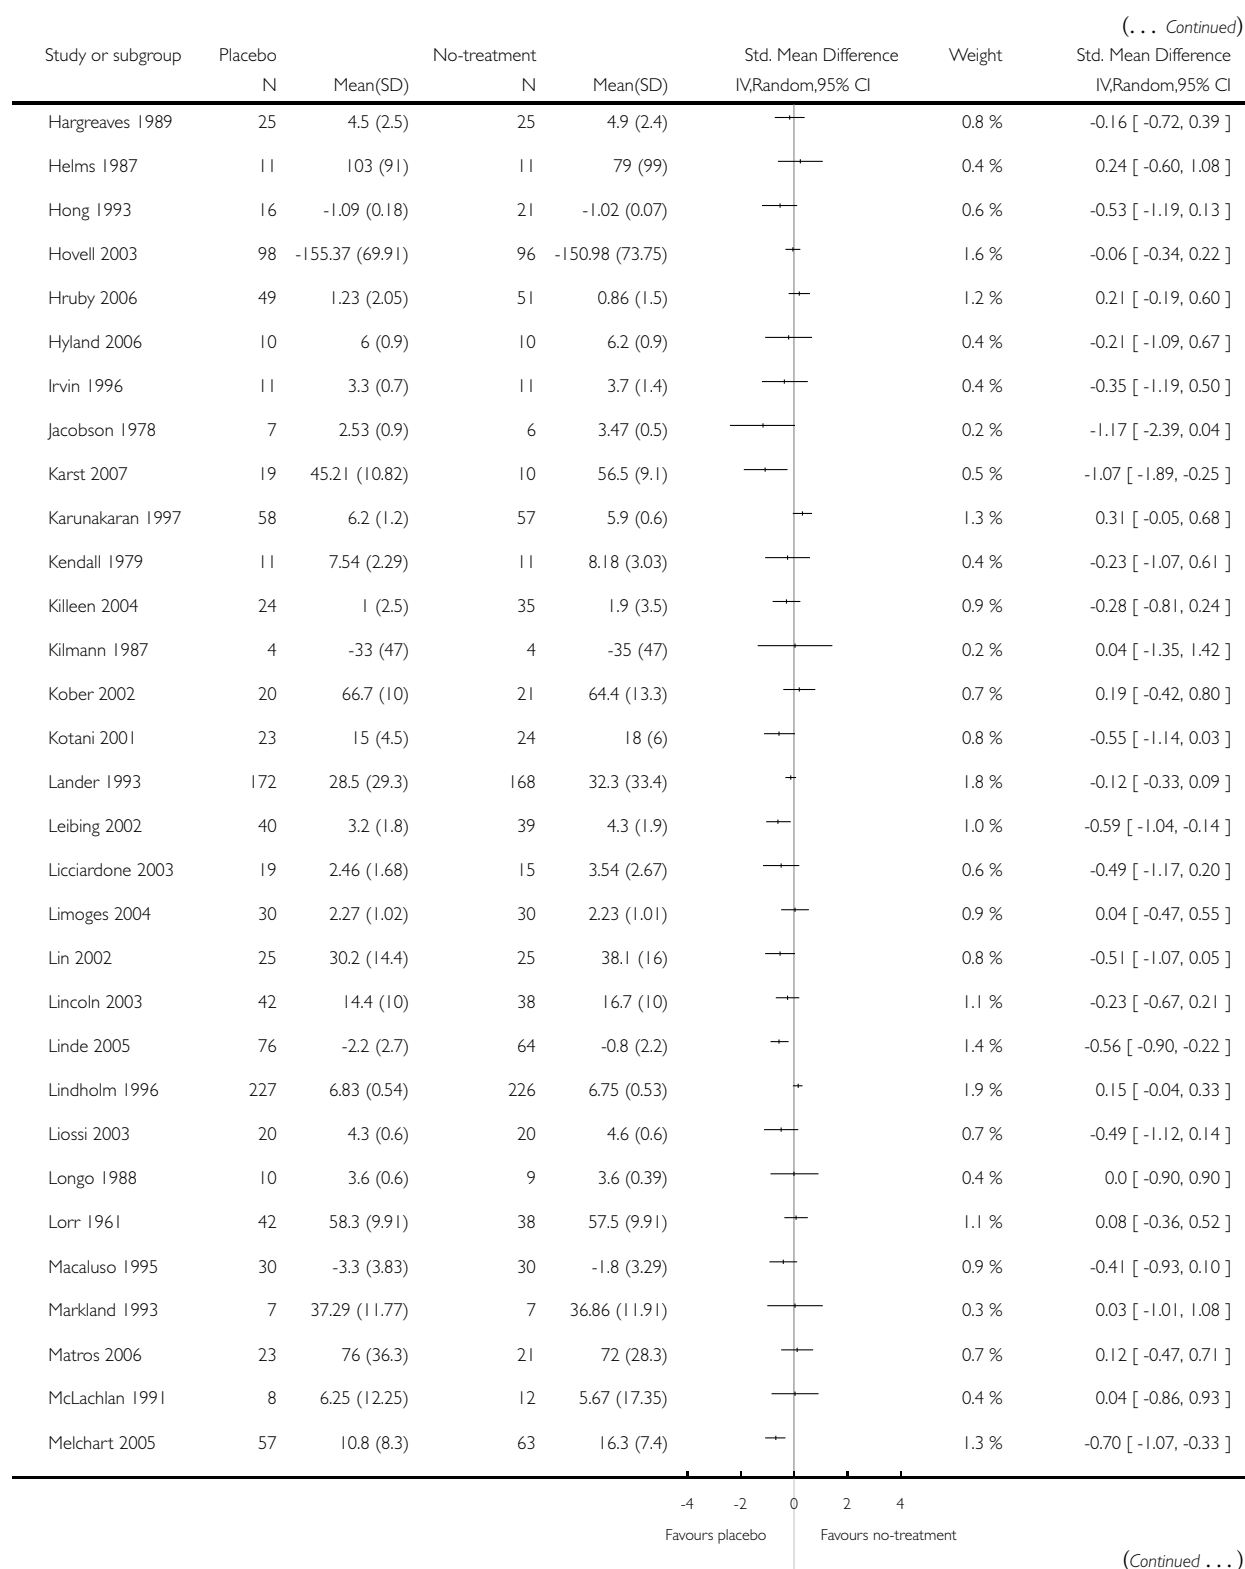 (... Continued)
Study or subgroup Placebo No-treatment Std. Mean Difference Weight Std. Mean Difference
N Mean(SD) N Mean(SD) IV,Random,95% CI IV,Random,95% CI
Hargreaves 1989 25 4.5 (2.5) 25 4.9 (2.4) 0.8 % -0.16 [ -0.72, 0.39 ]
Helms 1987 11 103 (91) 11 79 (99) 0.4 % 0.24 [ -0.60, 1.08 ]
Hong 1993 16 -1.09 (0.18) 21 -1.02 (0.07) 0.6 % -0.53 [ -1.19, 0.13 ]
Hovell 2003 98 -155.37 (69.91) 96 -150.98 (73.75) 1.6 % -0.06 [ -0.34, 0.22 ]
Hruby 2006 49 1.23 (2.05) 51 0.86 (1.5) 1.2 % 0.21 [ -0.19, 0.60 ]
Hyland 2006 10 6 (0.9) 10 6.2 (0.9) 0.4 % -0.21 [ -1.09, 0.67 ]
Irvin 1996 11 3.3 (0.7) 11 3.7 (1.4) 0.4 % -0.35 [ -1.19, 0.50 ]
Jacobson 1978 7 2.53 (0.9) 6 3.47 (0.5) 0.2 % -1.17 [ -2.39, 0.04 ]
Karst 2007 19 45.21 (10.82) 10 56.5 (9.1) 0.5 % -1.07 [ -1.89, -0.25 ]
Karunakaran 1997 58 6.2 (1.2) 57 5.9 (0.6) 1.3 % 0.31 [ -0.05, 0.68 ]
Kendall 1979 11 7.54 (2.29) 11 8.18 (3.03) 0.4 % -0.23 [ -1.07, 0.61 ]
Killeen 2004 24 1 (2.5) 35 1.9 (3.5) 0.9 % -0.28 [ -0.81, 0.24 ]
Kilmann 1987 4 -33 (47) 4 -35 (47) 0.2 % 0.04 [ -1.35, 1.42 ]
Kober 2002 20 66.7 (10) 21 64.4 (13.3) 0.7 % 0.19 [ -0.42, 0.80 ]
Kotani 2001 23 15 (4.5) 24 18 (6) 0.8 % -0.55 [ -1.14, 0.03 ]
Lander 1993 172 28.5 (29.3) 168 32.3 (33.4) 1.8 % -0.12 [ -0.33, 0.09 ]
Leibing 2002 40 3.2 (1.8) 39 4.3 (1.9) 1.0 % -0.59 [ -1.04, -0.14 ]
Licciardone 2003 19 2.46 (1.68) 15 3.54 (2.67) 0.6 % -0.49 [ -1.17, 0.20 ]
Limoges 2004 30 2.27 (1.02) 30 2.23 (1.01) 0.9 % 0.04 [ -0.47, 0.55 ]
Lin 2002 25 30.2 (14.4) 25 38.1 (16) 0.8 % -0.51 [ -1.07, 0.05 ]
Lincoln 2003 42 14.4 (10) 38 16.7 (10) 1.1 % -0.23 [ -0.67, 0.21 ]
Linde 2005 76 -2.2 (2.7) 64 -0.8 (2.2) 1.4 % -0.56 [ -0.90, -0.22 ]
Lindholm 1996 227 6.83 (0.54) 226 6.75 (0.53) 1.9 % 0.15 [ -0.04, 0.33 ]
Liossi 2003 20 4.3 (0.6) 20 4.6 (0.6) 0.7 % -0.49 [ -1.12, 0.14 ]
Longo 1988 10 3.6 (0.6) 9 3.6 (0.39) 0.4 % 0.0 [ -0.90, 0.90 ]
Lorr 1961 42 58.3 (9.91) 38 57.5 (9.91) 1.1 % 0.08 [ -0.36, 0.52 ]
Macaluso 1995 30 -3.3 (3.83) 30 -1.8 (3.29) 0.9 % -0.41 [ -0.93, 0.10 ]
Markland 1993 7 37.29 (11.77) 7 36.86 (11.91) 0.3 % 0.03 [ -1.01, 1.08 ]
Matros 2006 23 76 (36.3) 21 72 (28.3) 0.7 % 0.12 [ -0.47, 0.71 ]
McLachlan 1991 8 6.25 (12.25) 12 5.67 (17.35) 0.4 % 0.04 [ -0.86, 0.93 ]
Melchart 2005 57 10.8 (8.3) 63 16.3 (7.4) 1.3 % -0.70 [ -1.07, -0.33 ]
-4 -2 0 2 4
Favours placebo Favours no-treatment
(Continued ...)